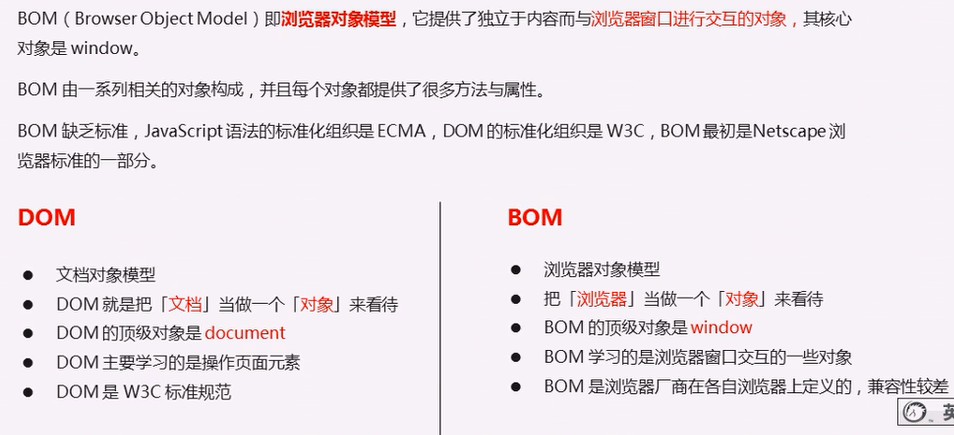 BOM（Browser Object Model）即浏览器对象模型，它提供了独立于内容而与浏览器窗口进行交互的对象，其核心
对象是 window。
BOM 由一系列相关的对象构成，并且每个对象都提供了很多方法与属性。
BOM 缺乏标准，JavaScript 语法的标准化组织是 ECMA，DOM 的标准化组织是 W3C，BOM 最初是Netscape 浏
览器标准的一部分。
DOM
● 文档对象模型
● DOM 就是把「文档」当做一个「对象」来看待
● DOM 的顶级对象是 document
● DOM 主要学习的是操作页面元素
● DOM 是 W3C 标准规范
BOM
● 浏览器对象模型
● 把「浏览器」当做一个「对象」来看待
● BOM 的顶级对象是 window
● BOM 学习的是浏览器窗口交互的一些对象
● BOM 是浏览器厂商在各自浏览器上定义的，兼容性较差
英